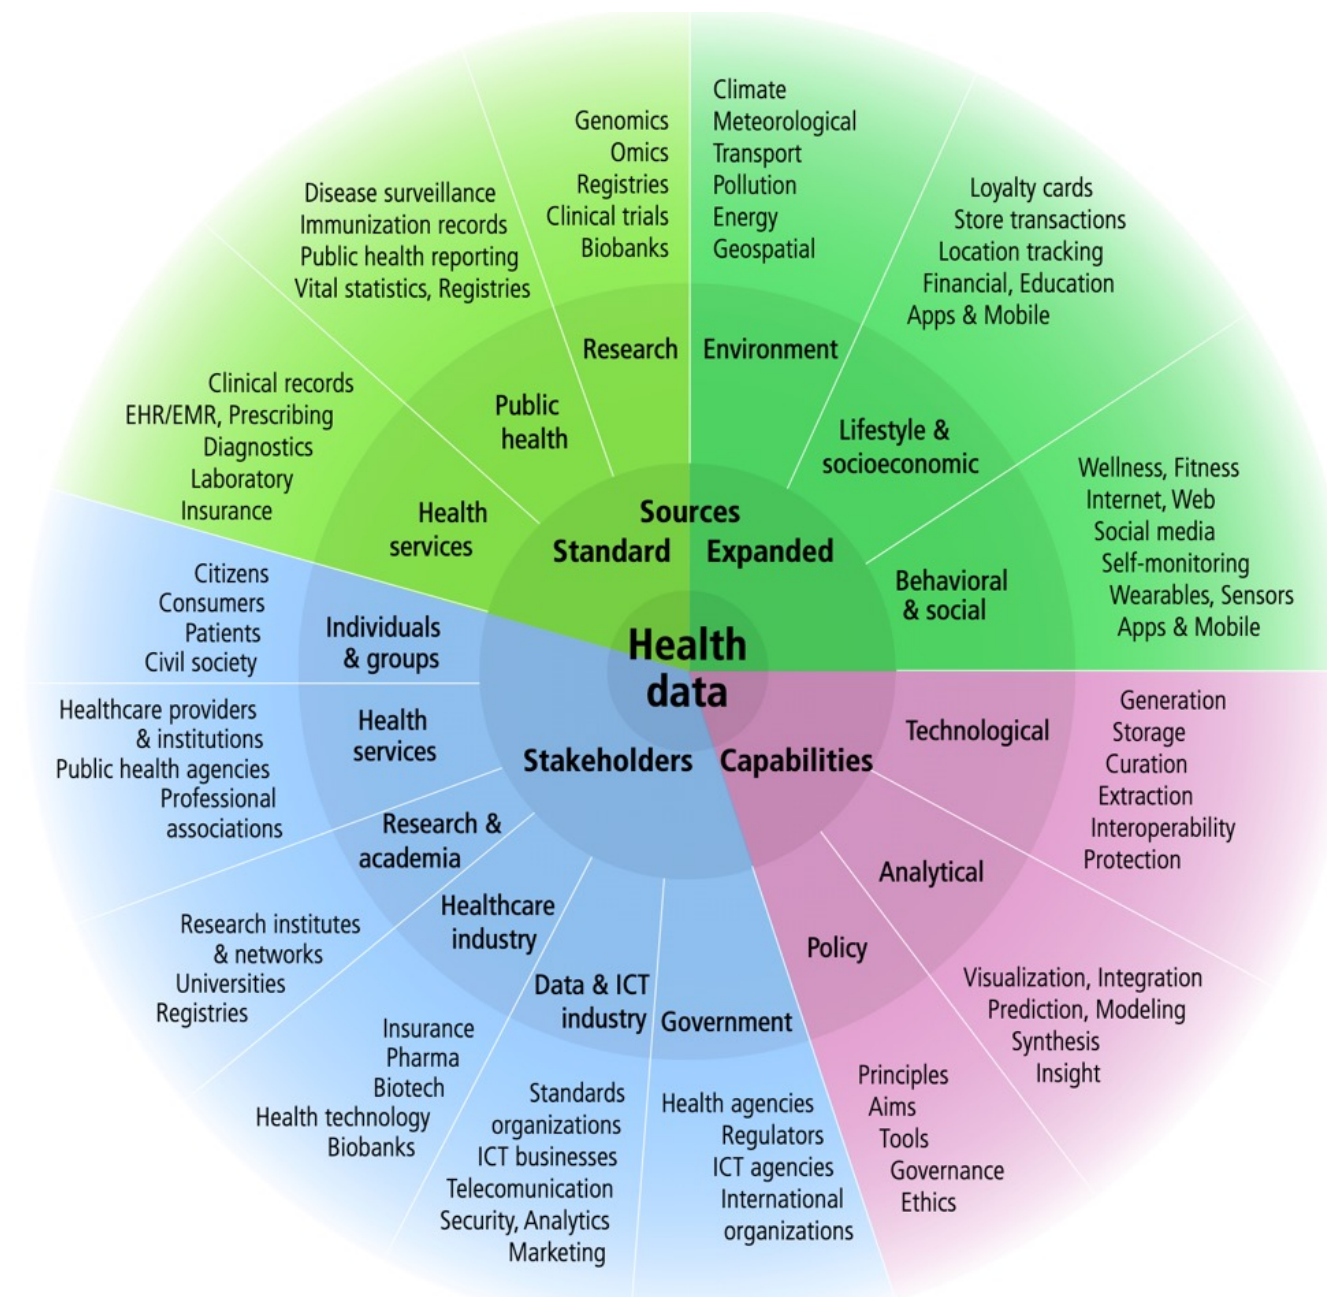 Health
data
Sources
Standard
Expanded
Stakeholders
Capabilities
Research
Genomics
Omics
Registries
Clinical trials
Biobanks
Environment
Climate
Meteorological
Transport
Pollution
Energy
Geospatial
Lifestyle &
socioeconomic
Loyalty cards
Store transactions
Location tracking
Financial, Education
Apps & Mobile
Behavioral
& social
Wellness, Fitness
Internet, Web
Social media
Self-monitoring
Wearables, Sensors
Apps & Mobile
Technological
Generation
Storage
Curation
Extraction
Interoperability
Protection
Analytical
Visualization, Integration
Prediction, Modeling
Synthesis
Insight
Policy
Principles
Aims
Tools
Governance
Ethics
Government
Health agencies
Regulators
ICT agencies
International
organizations
Data & ICT
industry
Standards
organizations
ICT businesses
Telecomunication
Security, Analytics
Marketing
Healthcare
industry
Insurance
Pharma
Biotech
Health technology
Biobanks
Research &
academia
Research institutes
& networks
Universities
Registries
Health
services
Healthcare providers
& institutions
Public health agencies
Professional
associations
Individuals
& groups
Citizens
Consumers
Patients
Civil society
Health
services
Clinical records
EHR/EMR, Prescribing
Diagnostics
Laboratory
Insurance
Public
health
Disease surveillance
Immunization records
Public health reporting
Vital statistics, Registries